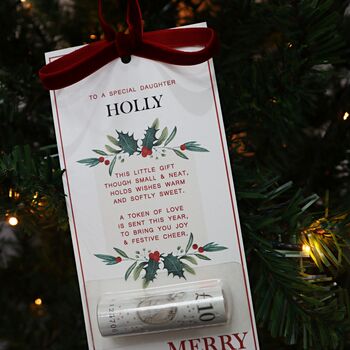 TO A SPECIAL DAUGHTER
HOLLY
THIS LITTLE GIFT
THOUGH SMALL & NEAT,
HOLDS WISHES WARM
AND SOFTLY SWEET.
A TOKEN OF LOVE
IS SENT THIS YEAR,
TO BRING YOU JOY
& FESTIVE CHEER.
£10
MERRY